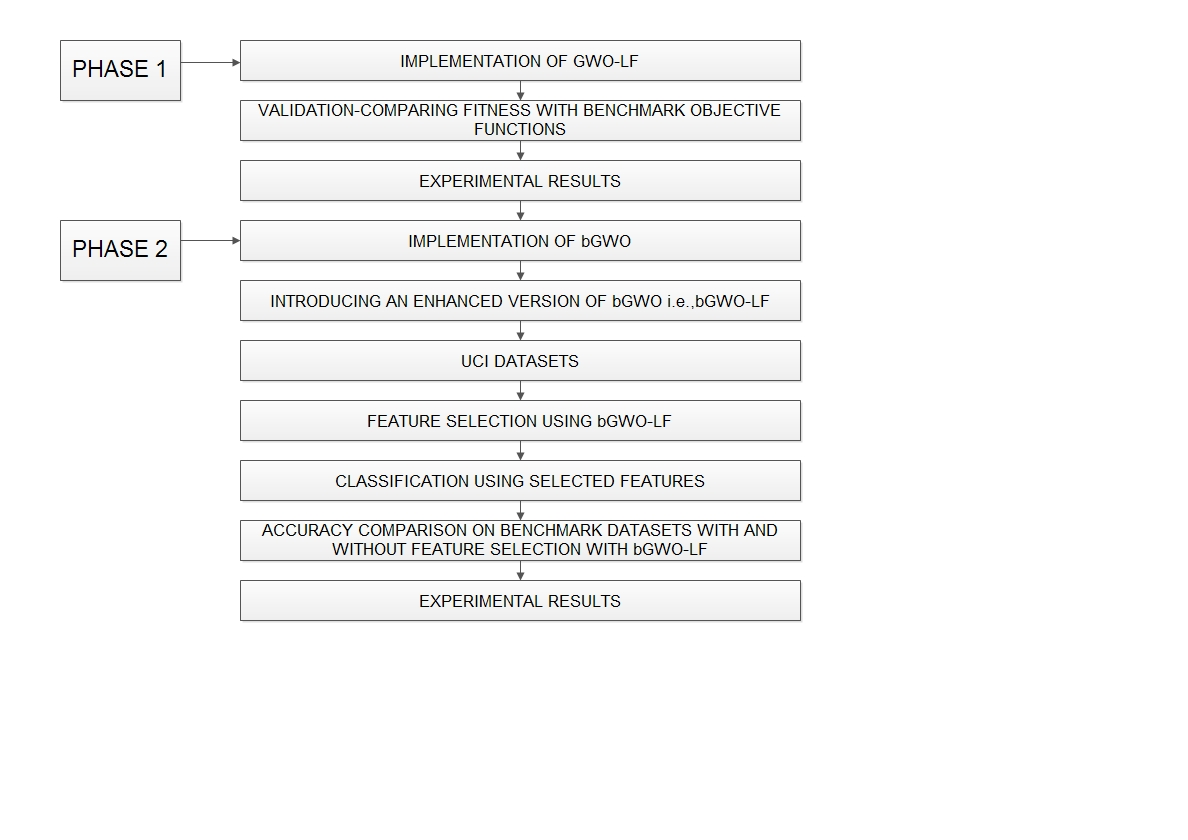 PHASE 1
IMPLEMENTATION OF GWO-LF
VALIDATION-COMPARING FITNESS WITH BENCHMARK OBJECTIVE
FUNCTIONS
EXPERIMENTAL RESULTS
PHASE 2
IMPLEMENTATION OF bGWO
INTRODUCING AN ENHANCED VERSION OF bGWO i.e.,bGWO-LF
UCI DATASETS
FEATURE SELECTION USING bGWO-LF
CLASSIFICATION USING SELECTED FEATURES
ACCURACY COMPARISON ON BENCHMARK DATASETS WITH AND
WITHOUT FEATURE SELECTION WITH bGWO-LF
EXPERIMENTAL RESULTS